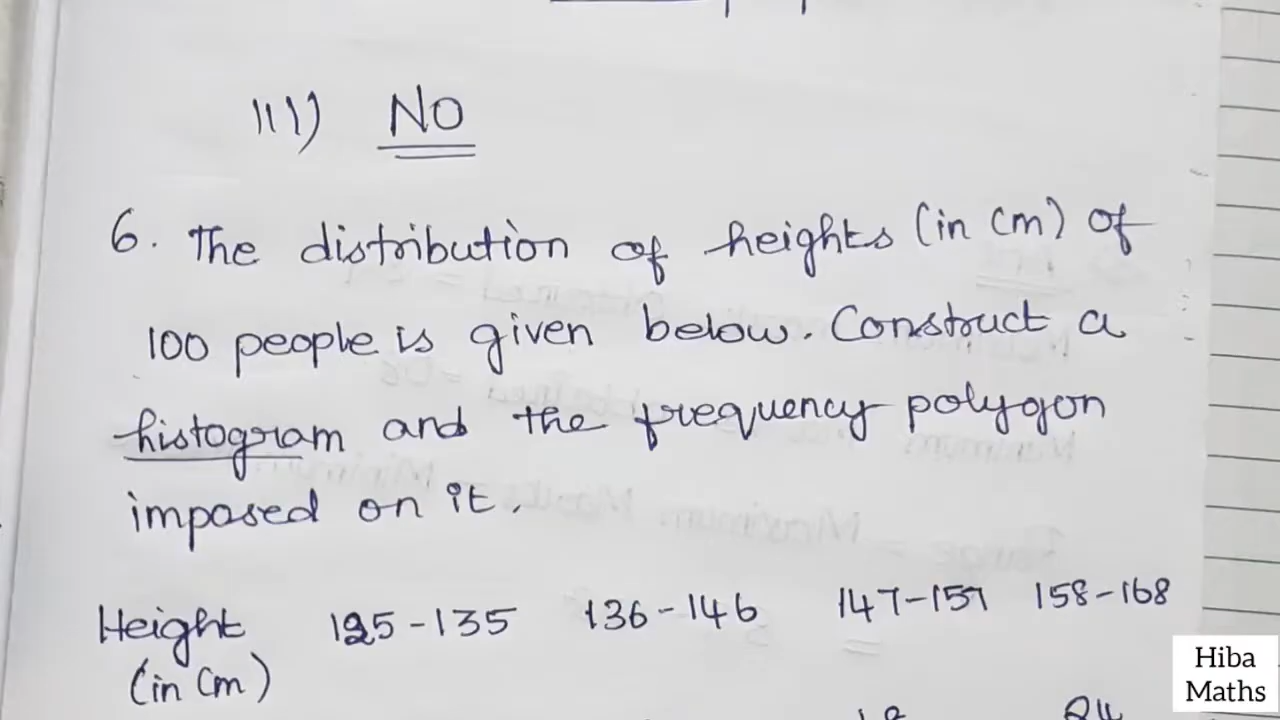 iii) No
6. The distribution of heights (in cm) of
100 people is given below. Construct a
histogram and the frequency polygon
imposed on it.
Height 125-135 136-146 147-157 158-168
(in cm)
Hiba
Maths